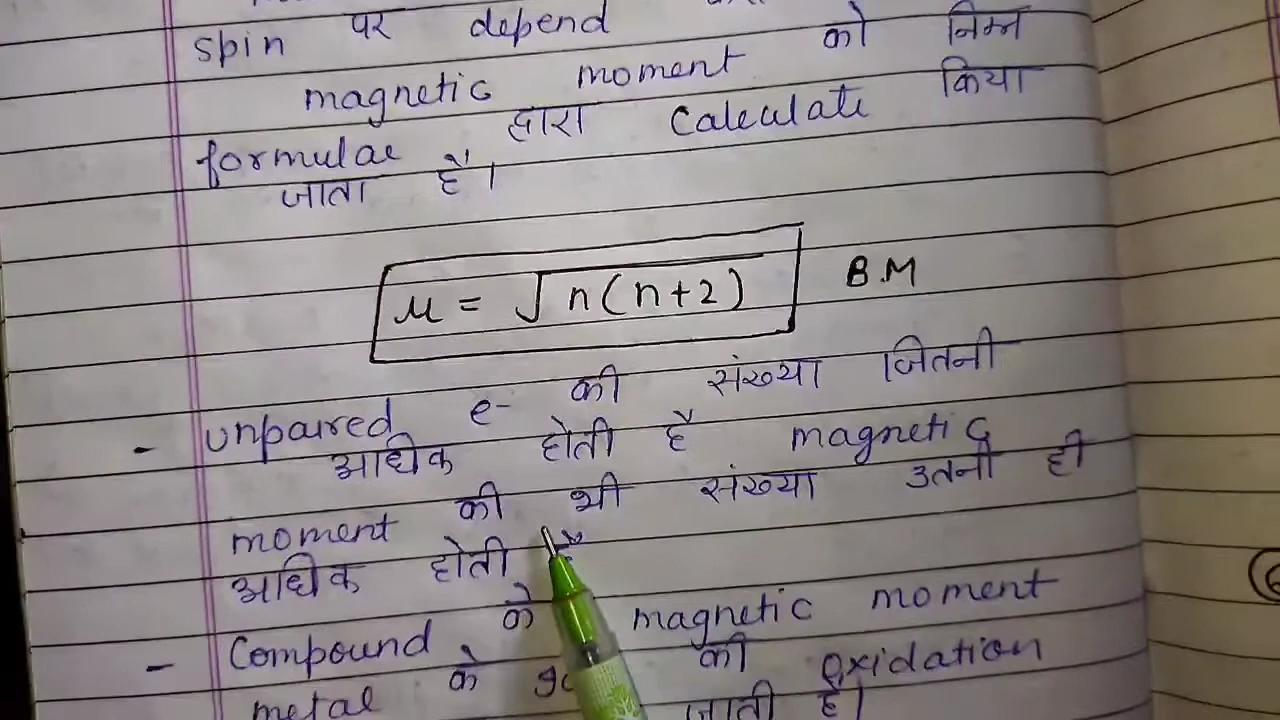 spin पर depend
magnetic moment को निम्न
formulae द्वारा Calculate किया
जाता है।
μ = √n(n+2) B.M
- unpaired e- की संख्या जितनी
अधिक होती है magnetic
moment की भी संख्या उतनी ही
अधिक होती है
- Compound के magnetic moment
metal के की oxidation
जाती है।